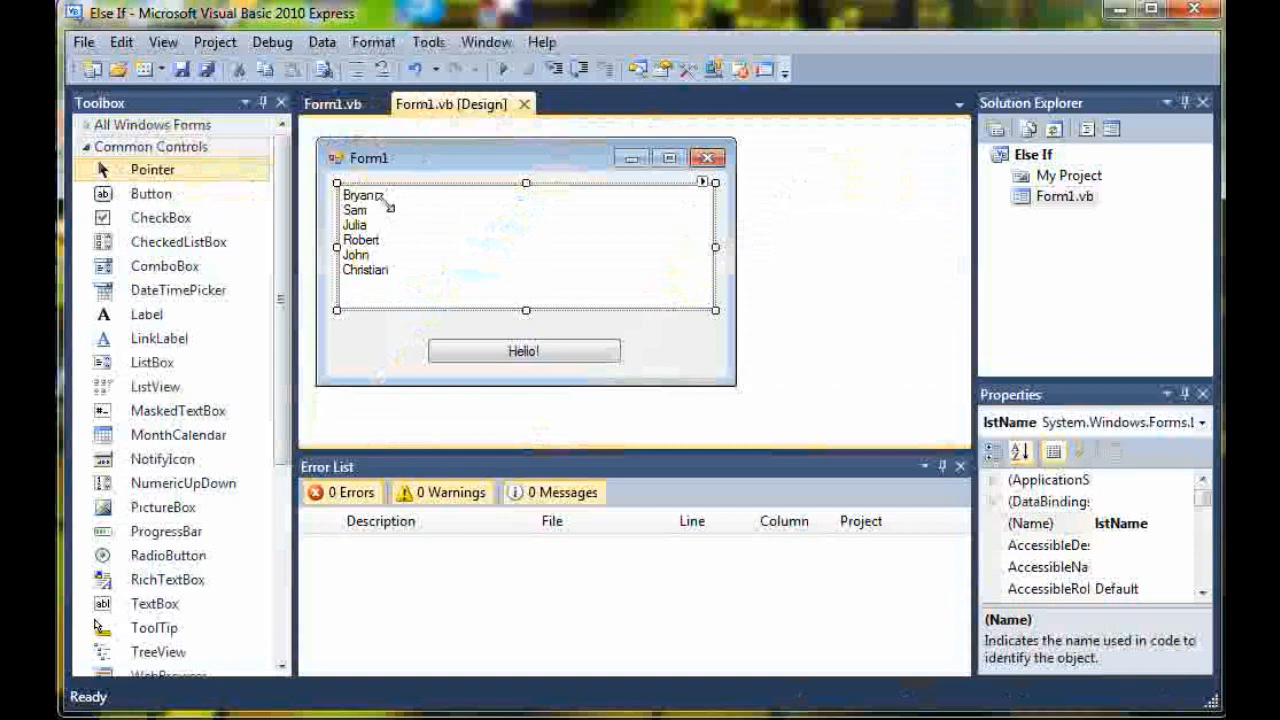 Else If - Microsoft Visual Basic 2010 Express
File Edit View Project Debug Data Format Tools Window Help
Toolbox
All Windows Forms
Common Controls
Pointer
Button
CheckBox
CheckedListBox
ComboBox
DateTimePicker
Label
LinkLabel
ListBox
ListView
MaskedTextBox
MonthCalendar
NotifyIcon
NumericUpDown
PictureBox
ProgressBar
RadioButton
RichTextBox
TextBox
ToolTip
TreeView
WebBrowser
Form1.vb Form1.vb [Design]
Form1
Bryan
Sam
Julia
Robert
John
Christian
Hello!
Error List
0 Errors 0 Warnings 0 Messages
Description File Line Column Project
Solution Explorer
Else If
My Project
Form1.vb
Properties
lstName System.Windows.Forms.l
(ApplicationS
(DataBindings
(Name) lstName
AccessibleDe:
AccessibleNa
AccessibleRol Default
(Name)
Indicates the name used in code to
identify the object.
Ready